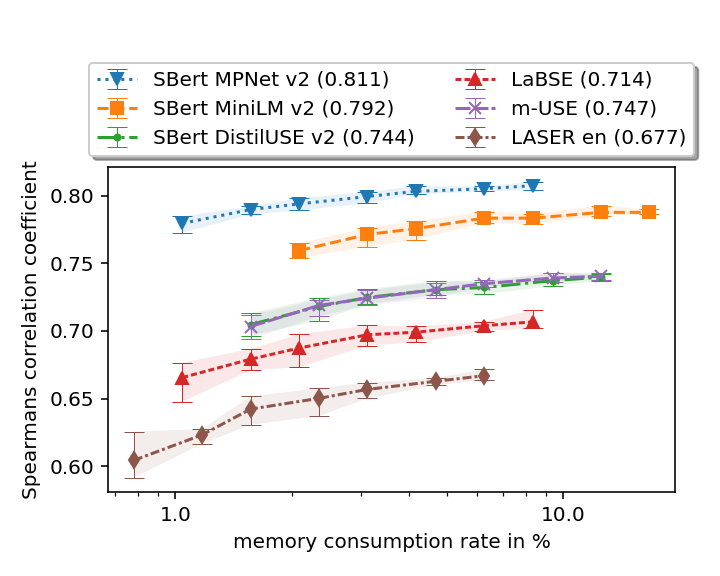 SBert MPNet v2 (0.811)
SBert MiniLM v2 (0.792)
SBert DistilUSE v2 (0.744)
LaBSE (0.714)
m-USE (0.747)
LASER en (0.677)
Spearmans correlation coefficient
0.80
0.75
0.70
0.65
0.60
1.0
10.0
memory consumption rate in %